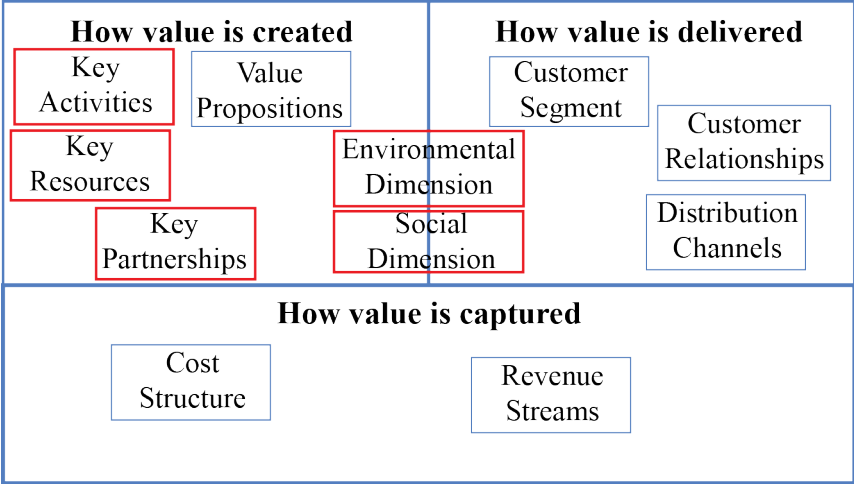 How value is created
Key
Activities
Value
Propositions
Key
Resources
Key
Partnerships
Environmental
Dimension
Social
Dimension
How value is delivered
Customer
Segment
Customer
Relationships
Distribution
Channels
How value is captured
Cost
Structure
Revenue
Streams